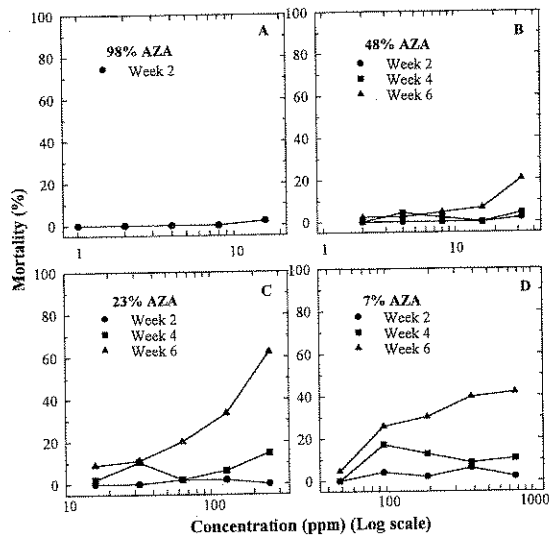 100
80
60
40
20
0
A
98% AZA
Week 2
1
10
100
80
60
40
20
0
B
48% AZA
Week 2
Week 4
Week 6
1
10
Mortality (%)
100
80
60
40
20
0
C
23% AZA
Week 2
Week 4
Week 6
10
100
100
80
60
40
20
0
D
7% AZA
Week 2
Week 4
Week 6
100
1000
Concentration (ppm) (Log scale)